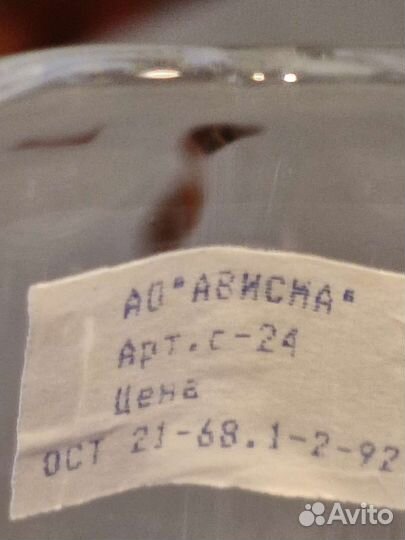 АО "АВИСМА"
Арт.с-24
Цена
ОСТ 21-68.1-2-92
Avito